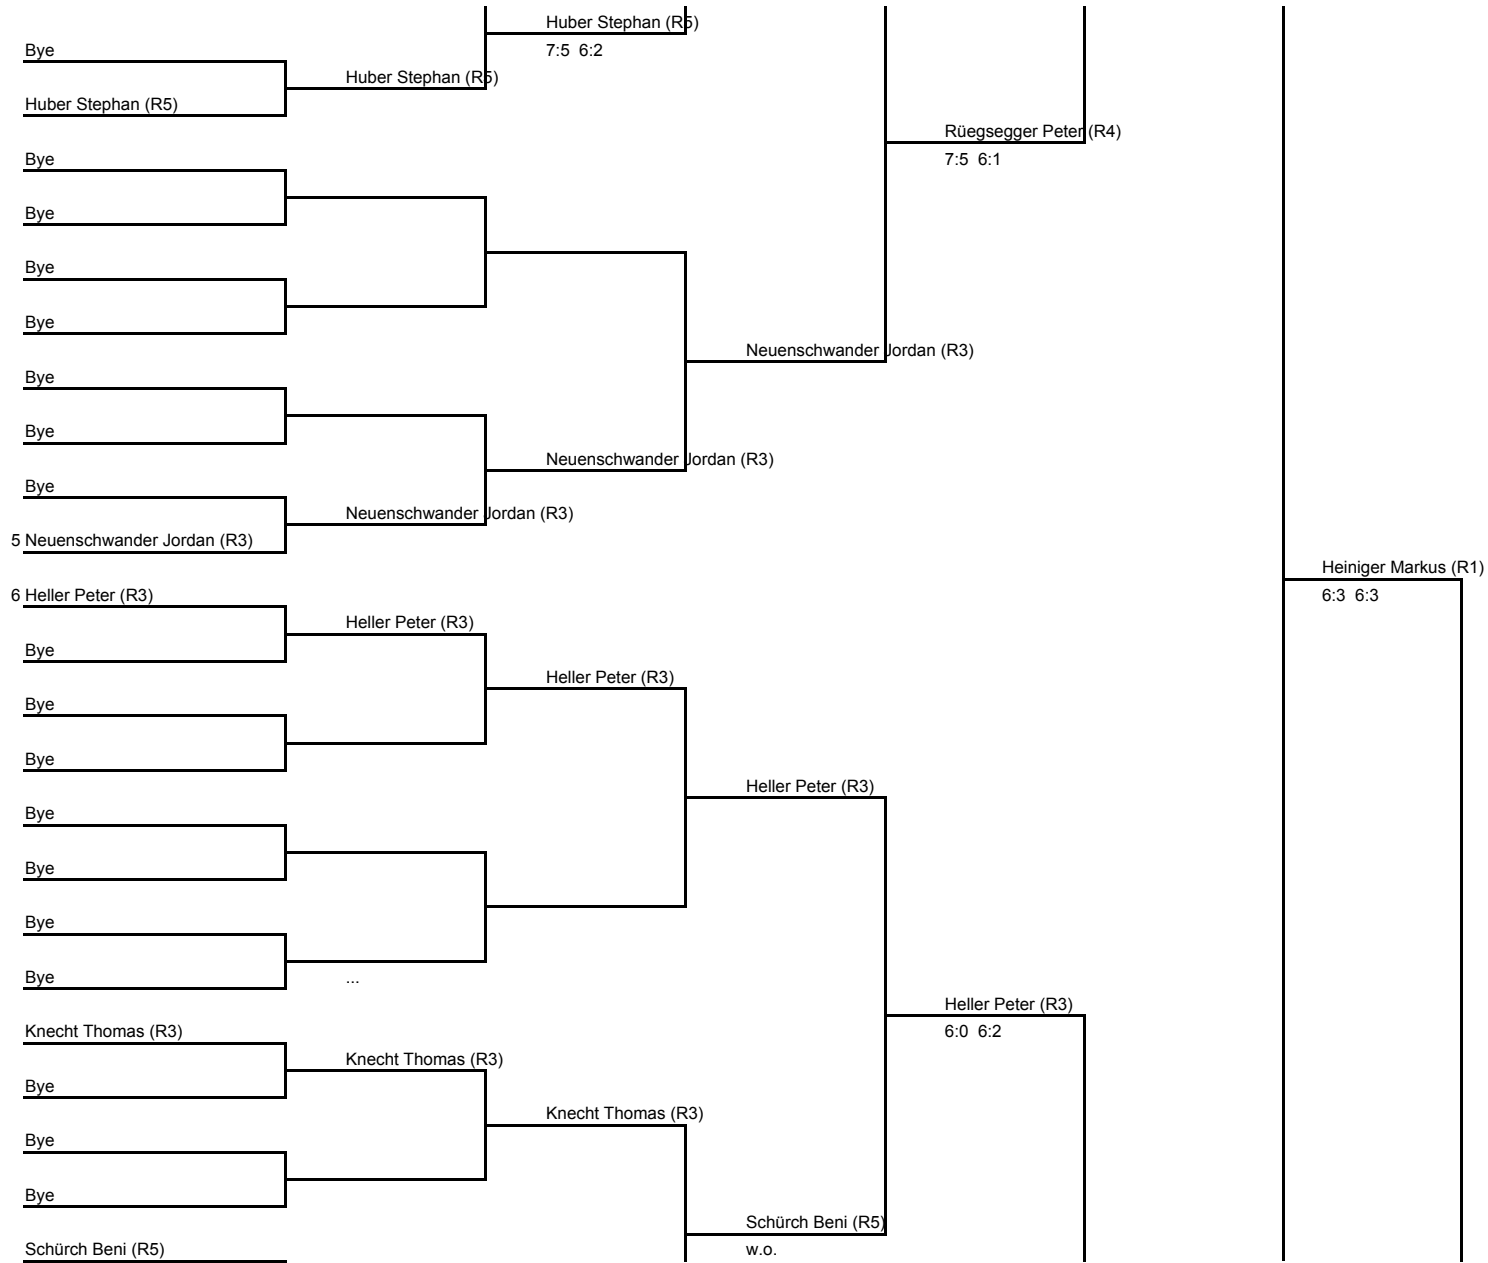 Huber Stephan (R5)
Bye
7:5 6:2
Huber Stephan (R5)
Huber Stephan (R5)
Rüegsegger Peter (R4)
Bye
7:5 6:1
Bye
Bye
Bye
Neuenschwander Jordan (R3)
Bye
Bye
Neuenschwander Jordan (R3)
Bye
Neuenschwander Jordan (R3)
5 Neuenschwander Jordan (R3)
Heiniger Markus (R1)
6 Heller Peter (R3)
6:3 6:3
Heller Peter (R3)
Bye
Heller Peter (R3)
Bye
Bye
Heller Peter (R3)
Bye
Bye
Bye
Bye
...
Heller Peter (R3)
Knecht Thomas (R3)
6:0 6:2
Knecht Thomas (R3)
Bye
Knecht Thomas (R3)
Bye
Bye
Schürch Beni (R5)
Schürch Beni (R5)
w.o.